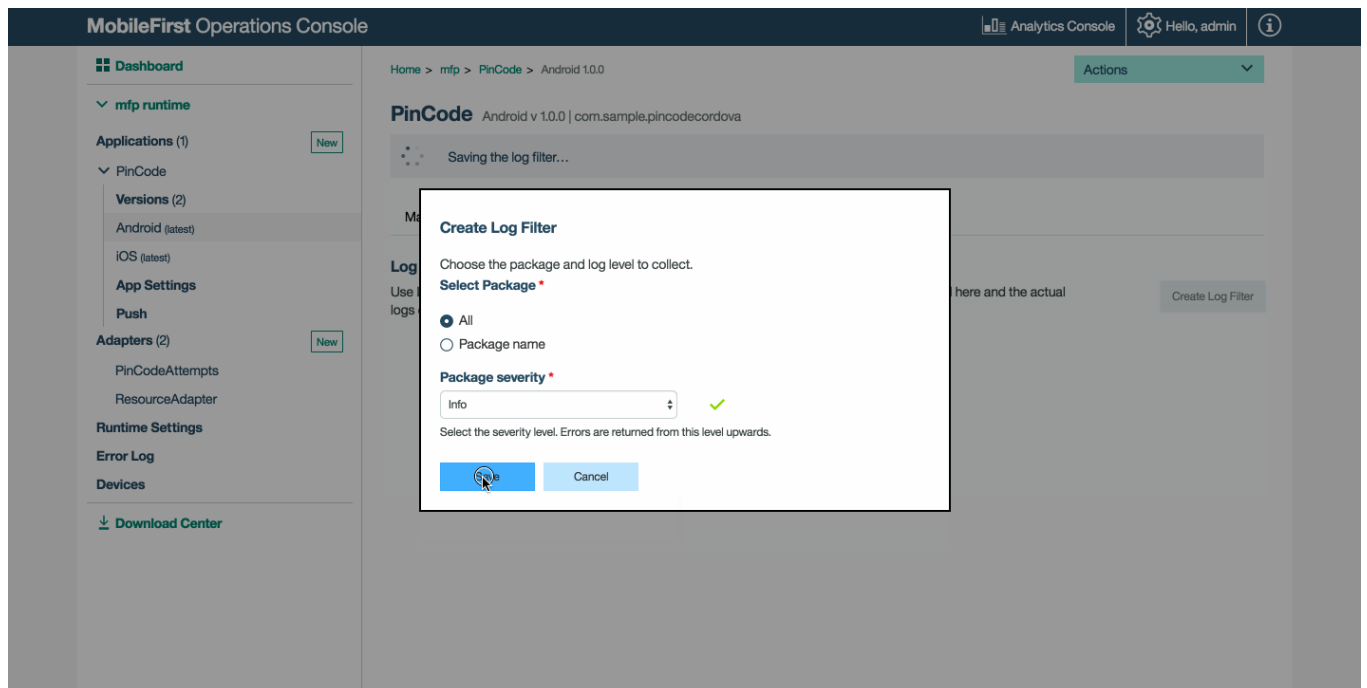 MobileFirst Operations Console
Analytics Console
Hello, admin
Dashboard
mfp runtime
Applications (1)
New
PinCode
Versions (2)
Android (latest)
iOS (latest)
App Settings
Push
Adapters (2)
New
PinCodeAttempts
ResourceAdapter
Runtime Settings
Error Log
Devices
Download Center
Home > mfp > PinCode > Android 1.0.0
Actions
PinCode Android v 1.0.0 | com.sample.pincodecordova
Saving the log filter...
Log
Use
here and the actual
logs
Create Log Filter
Create Log Filter
Choose the package and log level to collect.
Select Package *
All
Package name
Package severity *
Info
Select the severity level. Errors are returned from this level upwards.
Cancel